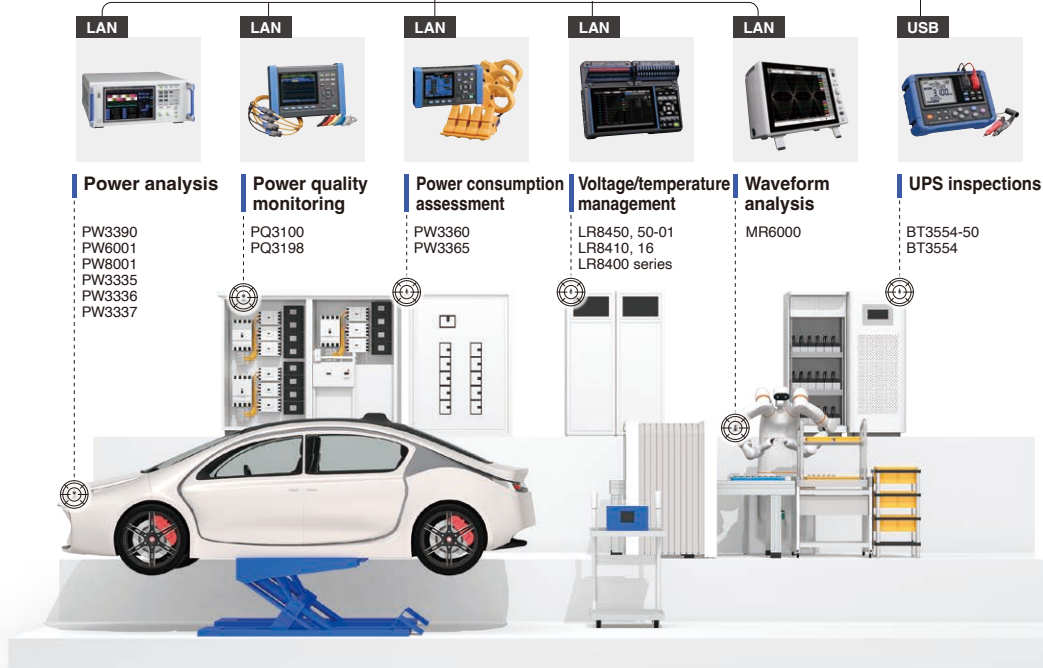 LAN
LAN
LAN
LAN
LAN
USB
Power analysis
PW3390
PW6001
PW8001
PW3335
PW3336
PW3337
Power quality
monitoring
PQ3100
PQ3198
Power consumption
assessment
PW3360
PW3365
Voltage/temperature
management
LR8450, 50-01
LR8410, 16
LR8400 series
Waveform
analysis
MR6000
UPS inspections
BT3554-50
BT3554